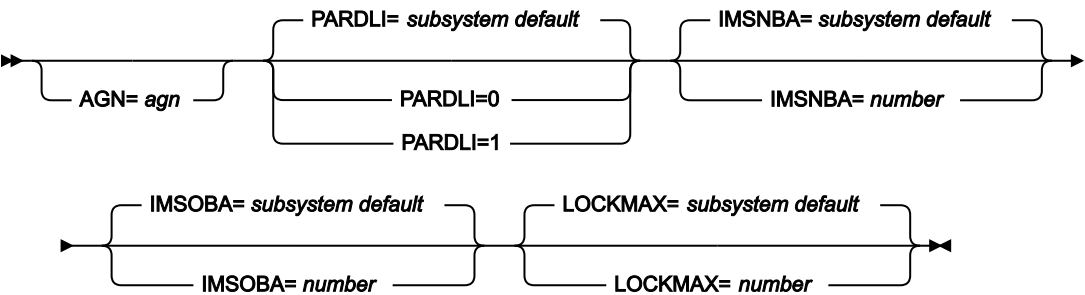 PARDLI= subsystem default
IMSNBA= subsystem default
AGN= agn
PARDLI=0
IMSNBA= number
PARDLI=1
IMSOBA= subsystem default
LOCKMAX= subsystem default
IMSOBA= number
LOCKMAX= number